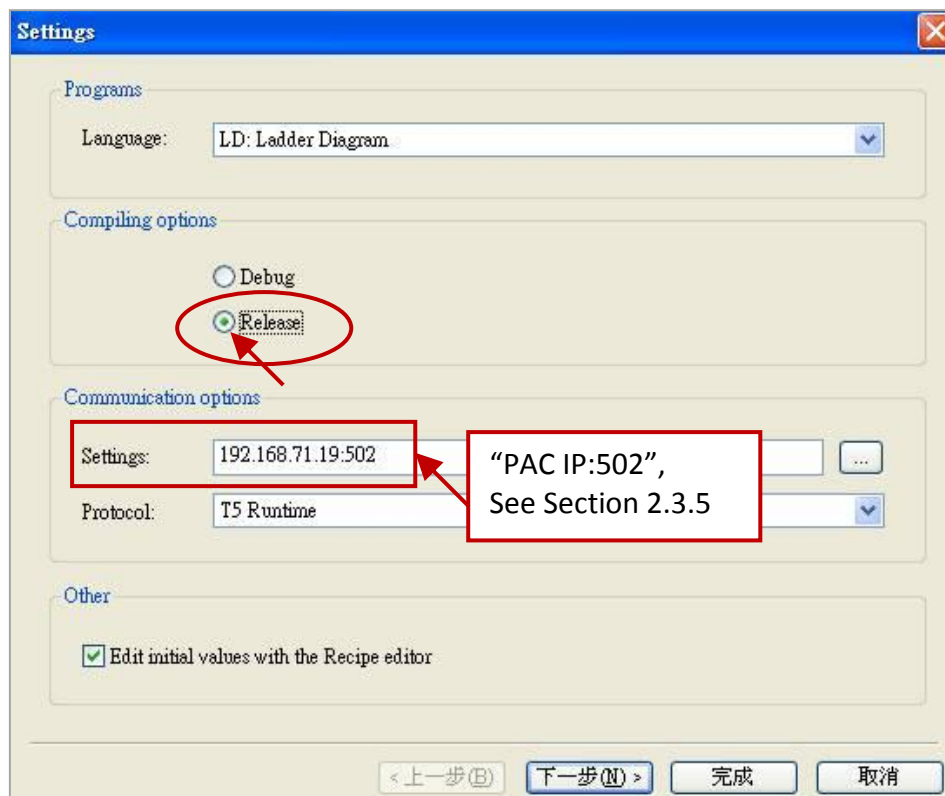 Settings
Programs
Language: LD: Ladder Diagram
Compiling options
Debug
Release
Communication options
Settings: 192.168.71.19:502 ...
“PAC IP:502”,
See Section 2.3.5
Protocol: T5 Runtime
Other
Edit initial values with the Recipe editor
<上一步(B) 下一步(N)> 完成 取消